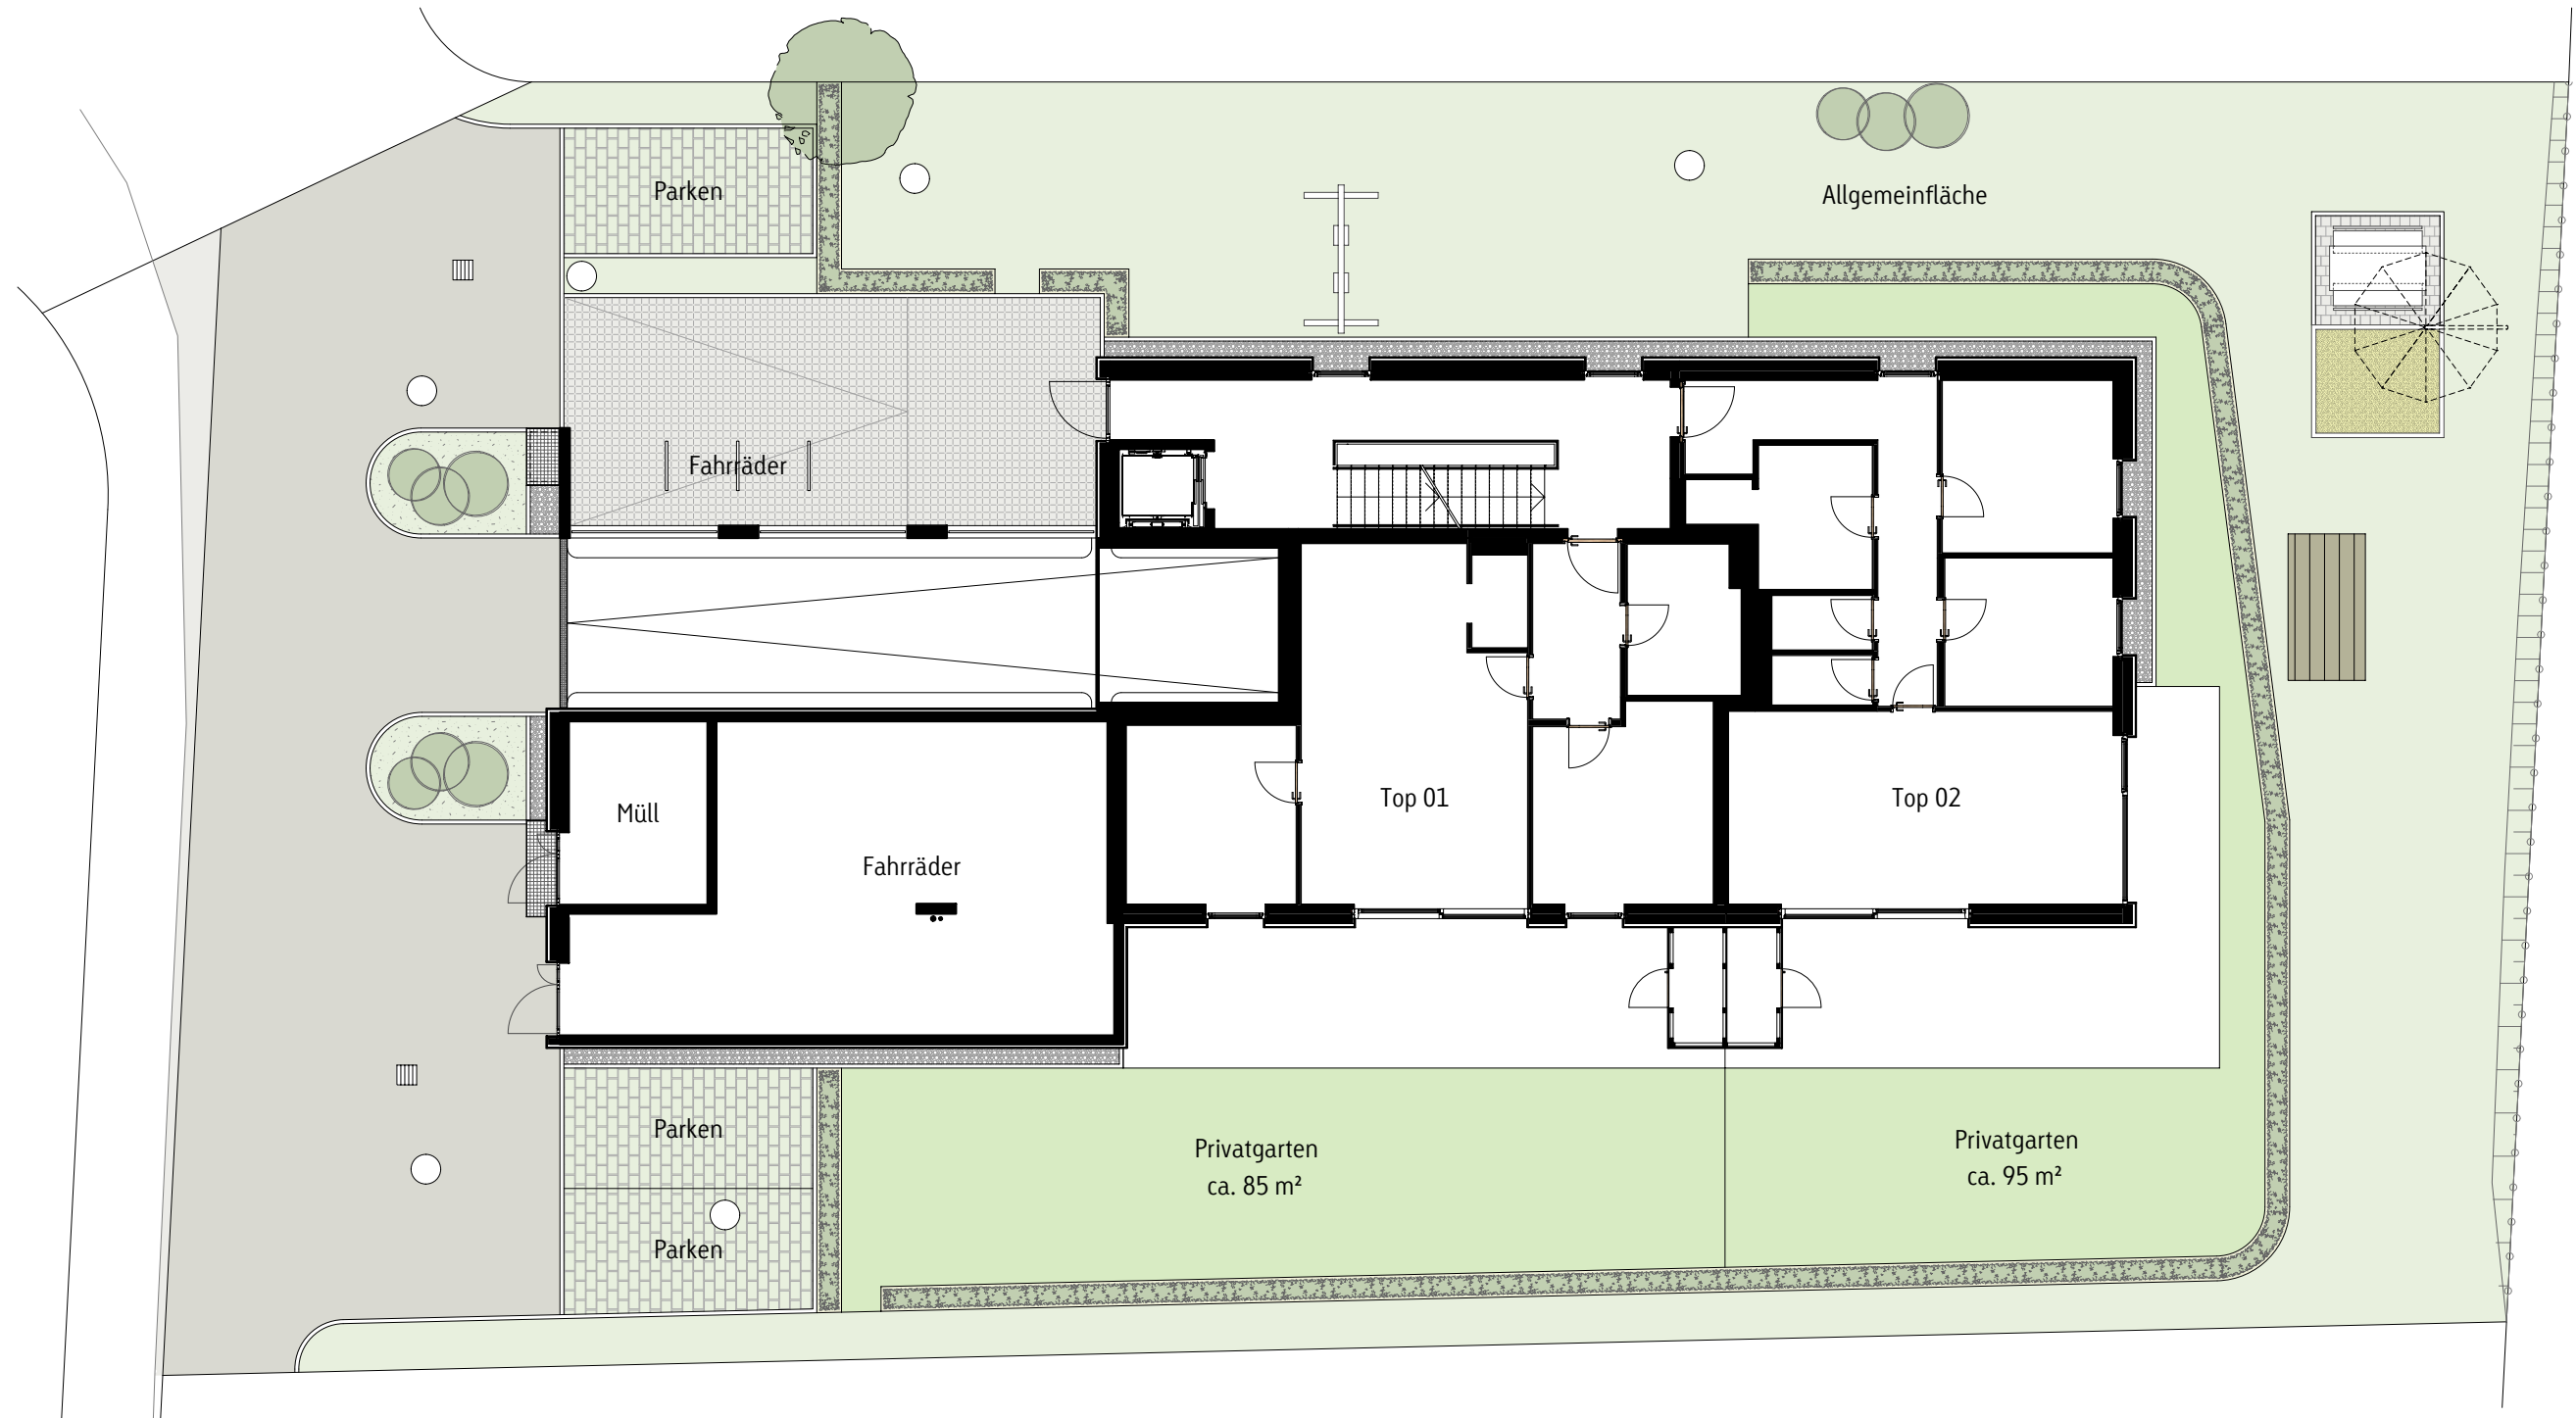 Parken
Allgemeinfläche
Fahrräder
Top 01
Top 02
Müll
Fahrräder
Parken
Privatgarten
ca. 85 m²
Privatgarten
ca. 95 m²
Parken